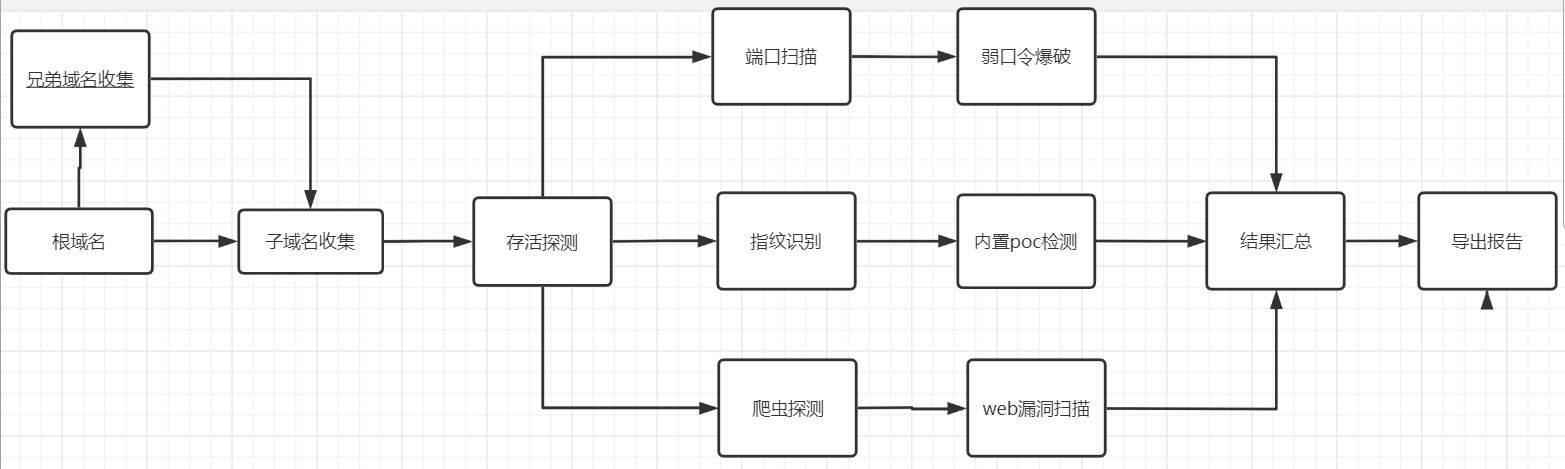 兄弟域名收集
根域名
子域名收集
存活探测
端口扫描
弱口令爆破
指纹识别
内置poc检测
爬虫探测
web漏洞扫描
结果汇总
导出报告